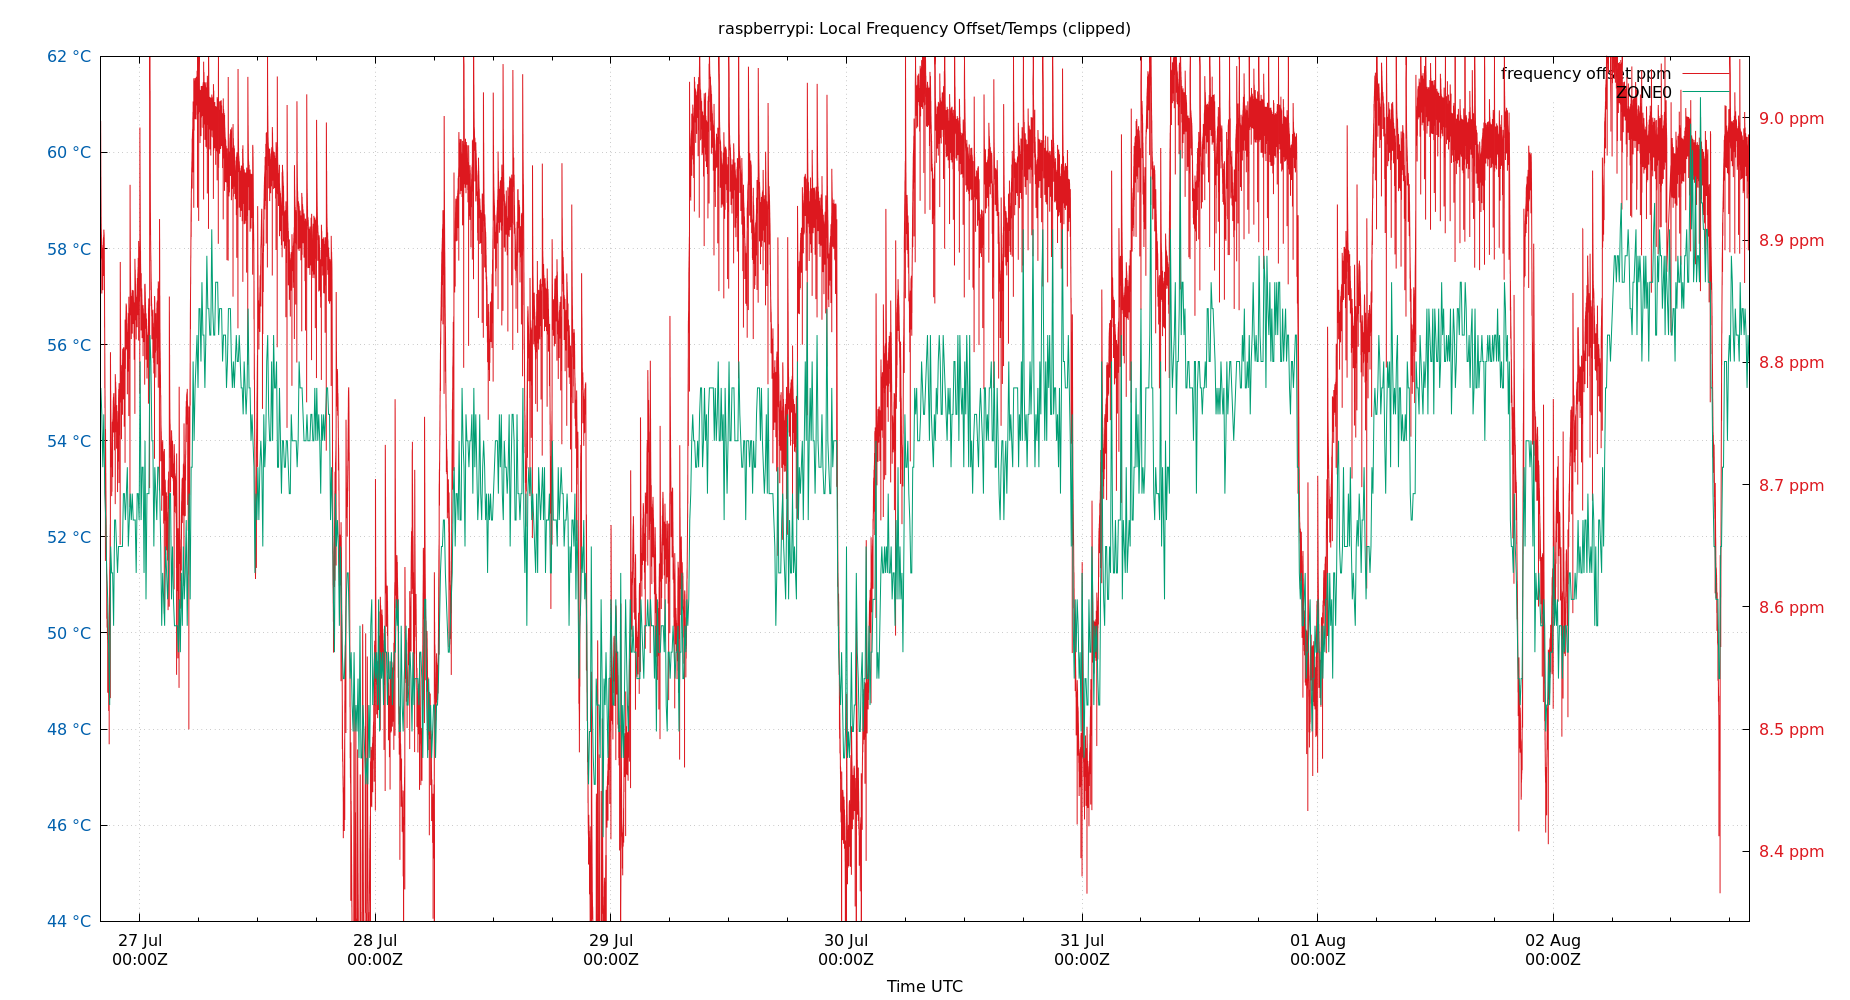 raspberrypi: Local Frequency Offset/Temps (clipped)
62 °C
60 °C
58 °C
56 °C
54 °C
52 °C
50 °C
48 °C
46 °C
44 °C
frequency offset ppm
ZONE0
9.0 ppm
8.9 ppm
8.8 ppm
8.7 ppm
8.6 ppm
8.5 ppm
8.4 ppm
27 Jul
00:00Z
28 Jul
00:00Z
29 Jul
00:00Z
30 Jul
00:00Z
31 Jul
00:00Z
01 Aug
00:00Z
02 Aug
00:00Z
Time UTC